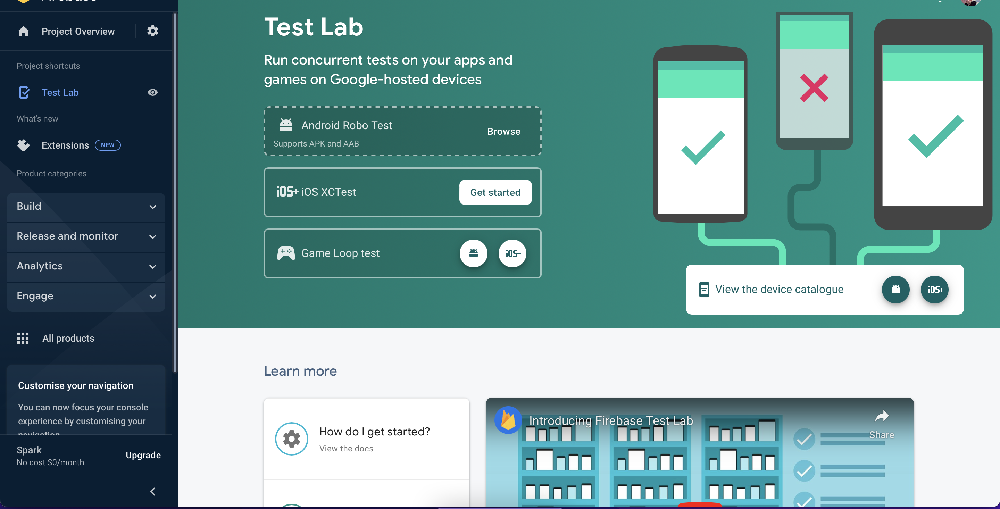 Firebase
Project Overview
Project shortcuts
Test Lab
What's new
Extensions NEW
Product categories
Build
Release and monitor
Analytics
Engage
All products
Customise your navigation
You can now focus your console
experience by customising your
navigation
Spark
No cost $0/month
Upgrade
Test Lab
Run concurrent tests on your apps and
games on Google-hosted devices
Android Robo Test
Supports APK and AAB
Browse
iOS+ iOS XCTest
Get started
Game Loop test
iOS+
View the device catalogue
iOS+
Learn more
How do I get started?
View the docs
Introducing Firebase Test Lab
Share